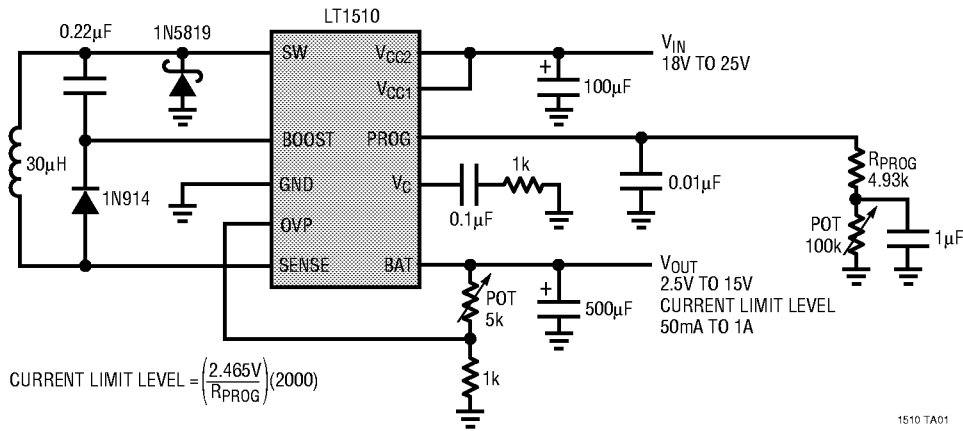 LT1510
0.22µF
1N5819
SW
VCC2
VIN
18V TO 25V
+
100µF
VCC1
BOOST
PROG
30µH
1k
RPROG
4.93k
1N914
GND
VC
0.01µF
0.1µF
POT
100k
1µF
OVP
SENSE
BAT
VOUT
2.5V TO 15V
CURRENT LIMIT LEVEL
50mA TO 1A
POT
5k
+
500µF
1k
CURRENT LIMIT LEVEL = (2.465V/RPROG)(2000)
1510 TA01